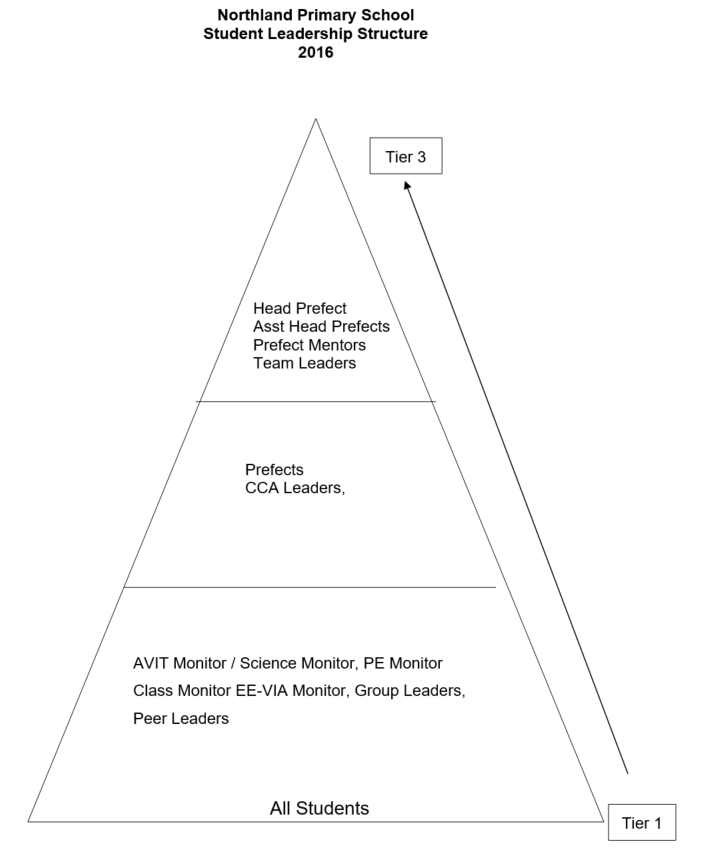 Northland Primary School
Student Leadership Structure
2016
Tier 3
Head Prefect
Asst Head Prefects
Prefect Mentors
Team Leaders
Prefects
CCA Leaders,
AVIT Monitor / Science Monitor, PE Monitor
Class Monitor EE-VIA Monitor, Group Leaders,
Peer Leaders
All Students
Tier 1